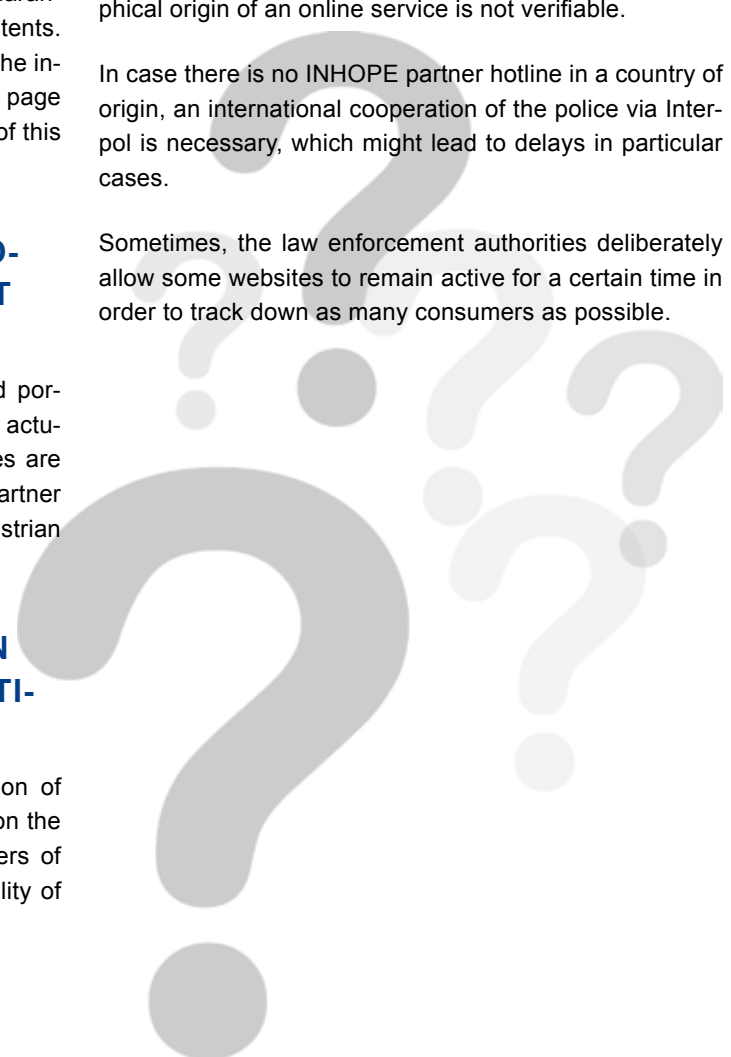 tents.
he in-
page
of this
T
d por-
actu-
es are
artner
strian
N
TI-
on of
on the
ers of
lity of
phical origin of an online service is not verifiable.
In case there is no INHOPE partner hotline in a country of
origin, an international cooperation of the police via Inter-
pol is necessary, which might lead to delays in particular
cases.
Sometimes, the law enforcement authorities deliberately
allow some websites to remain active for a certain time in
order to track down as many consumers as possible.